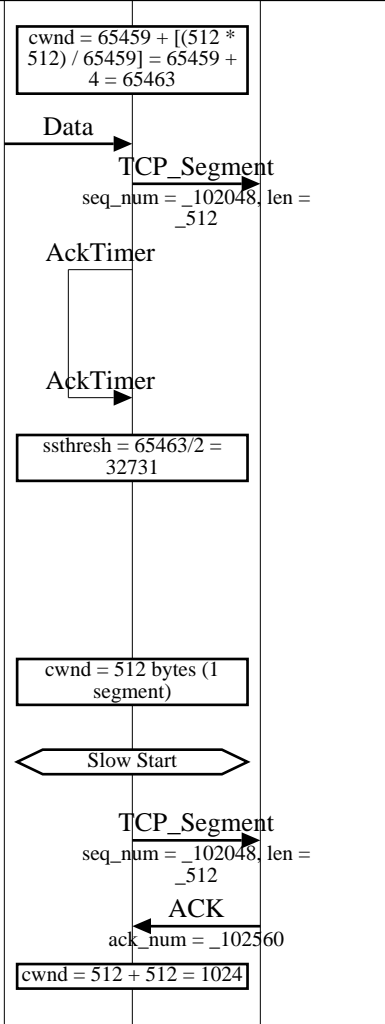 cwnd = 65459 + [(512 *
512) / 65459] = 65459 +
4 = 65463
Data
TCP_Segment
seq_num = _102048, len =
_512
AckTimer
AckTimer
ssthresh = 65463/2 =
32731
cwnd = 512 bytes (1
segment)
Slow Start
TCP_Segment
seq_num = _102048, len =
_512
ACK
ack_num = _102560
cwnd = 512 + 512 = 1024